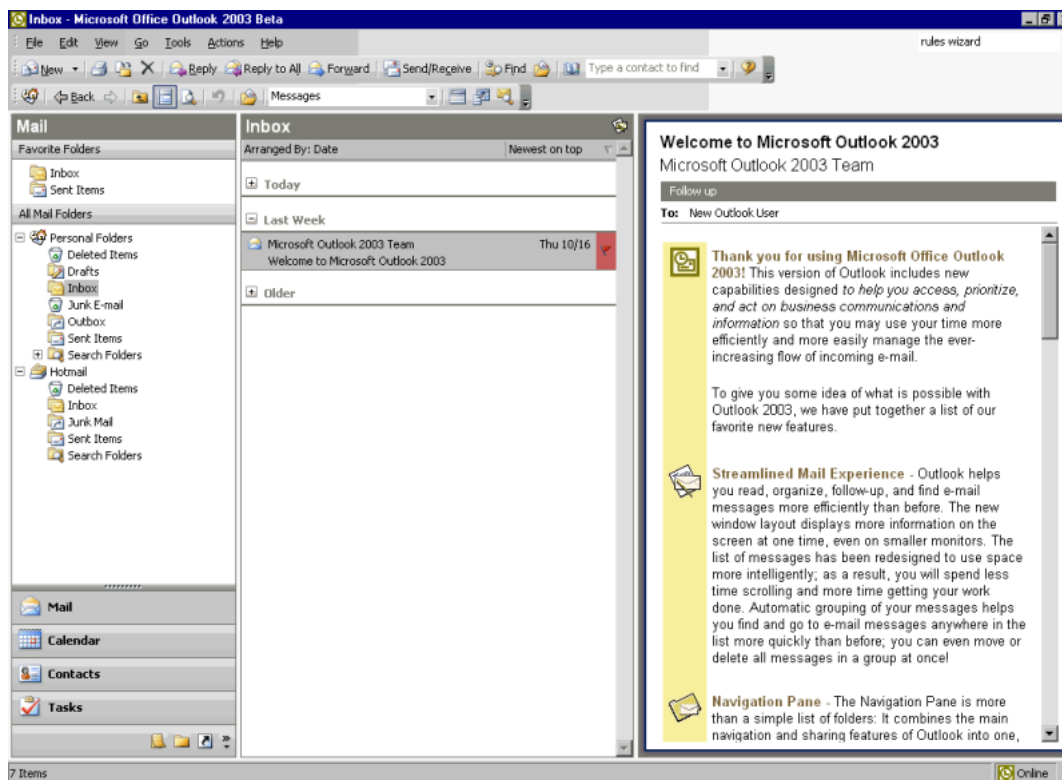 Inbox - Microsoft Office Outlook 2003 Beta
File Edit View Go Tools Actions Help
rules wizard
New Reply Reply to All Forward Send/Receive Find Type a contact to find
Back Messages
Mail
Favorite Folders
Inbox
Sent Items
All Mail Folders
Personal Folders
Deleted Items
Drafts
Inbox
Junk E-mail
Outbox
Sent Items
Search Folders
Hotmail
Deleted Items
Inbox
Junk Mail
Sent Items
Search Folders
Mail
Calendar
Contacts
Tasks
Inbox
Arranged By: Date Newest on top
Today
Last Week
Microsoft Outlook 2003 Team Thu 10/16
Welcome to Microsoft Outlook 2003
Older
Welcome to Microsoft Outlook 2003
Microsoft Outlook 2003 Team
Follow up
To: New Outlook User
Thank you for using Microsoft Office Outlook
2003! This version of Outlook includes new
capabilities designed to help you access, prioritize,
and act on business communications and
information so that you may use your time more
efficiently and more easily manage the ever-
increasing flow of incoming e-mail.
To give you some idea of what is possible with
Outlook 2003, we have put together a list of our
favorite new features.
Streamlined Mail Experience - Outlook helps
you read, organize, follow-up, and find e-mail
messages more efficiently than before. The new
window layout displays more information on the
screen at one time, even on smaller monitors. The
list of messages has been redesigned to use space
more intelligently; as a result, you will spend less
time scrolling and more time getting your work
done. Automatic grouping of your messages helps
you find and go to e-mail messages anywhere in the
list more quickly than before; you can even move or
delete all messages in a group at once!
Navigation Pane - The Navigation Pane is more
than a simple list of folders: It combines the main
navigation and sharing features of Outlook into one,
7 Items
Online